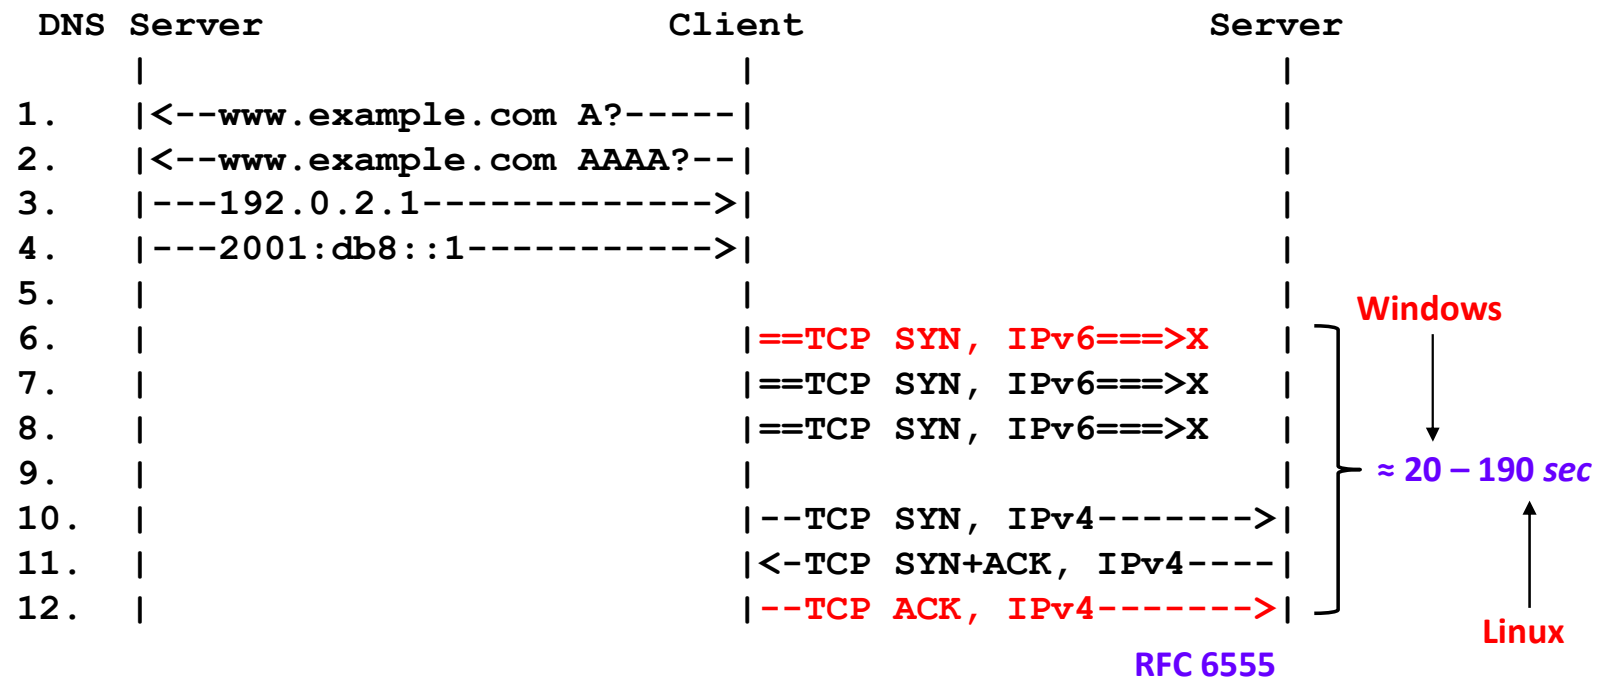 DNS Server                  Client                  Server
     |                          |                       |
1.   |<--www.example.com A?-----|                       |
2.   |<--www.example.com AAAA?--|                       |
3.   |---192.0.2.1------------->|                       |
4.   |---2001:db8::1----------->|                       |
5.   |                          |                       |
Windows
6.   |                          |==TCP SYN, IPv6===>X   |
7.   |                          |==TCP SYN, IPv6===>X   |
8.   |                          |==TCP SYN, IPv6===>X   |
9.   |                          |                       |
≈ 20 – 190 sec
10.  |                          |--TCP SYN, IPv4------->|
11.  |                          |<-TCP SYN+ACK, IPv4----|
12.  |                          |--TCP ACK, IPv4------->|
Linux
RFC 6555